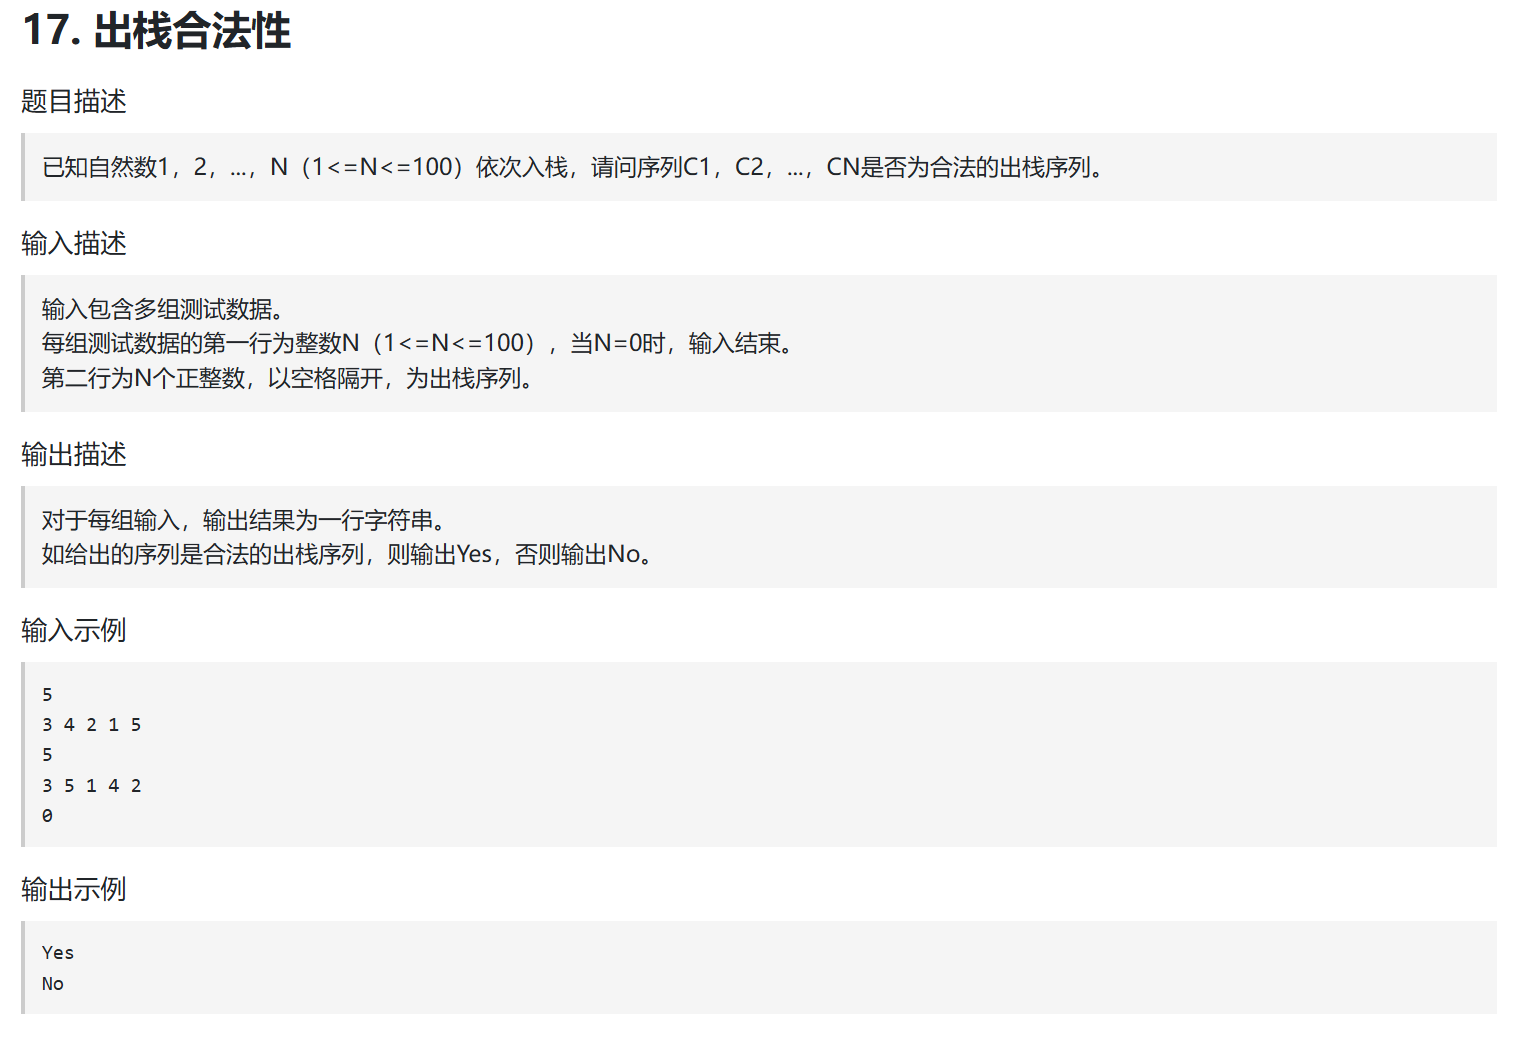 17. 出栈合法性
题目描述
已知自然数1，2，...，N（1<=N<=100）依次入栈，请问序列C1，C2，...，CN是否为合法的出栈序列。
输入描述
输入包含多组测试数据。
每组测试数据的第一行为整数N（1<=N<=100），当N=0时，输入结束。
第二行为N个正整数，以空格隔开，为出栈序列。
输出描述
对于每组输入，输出结果为一行字符串。
如给出的序列是合法的出栈序列，则输出Yes，否则输出No。
输入示例
5
3 4 2 1 5
5
3 5 1 4 2
0
输出示例
Yes
No